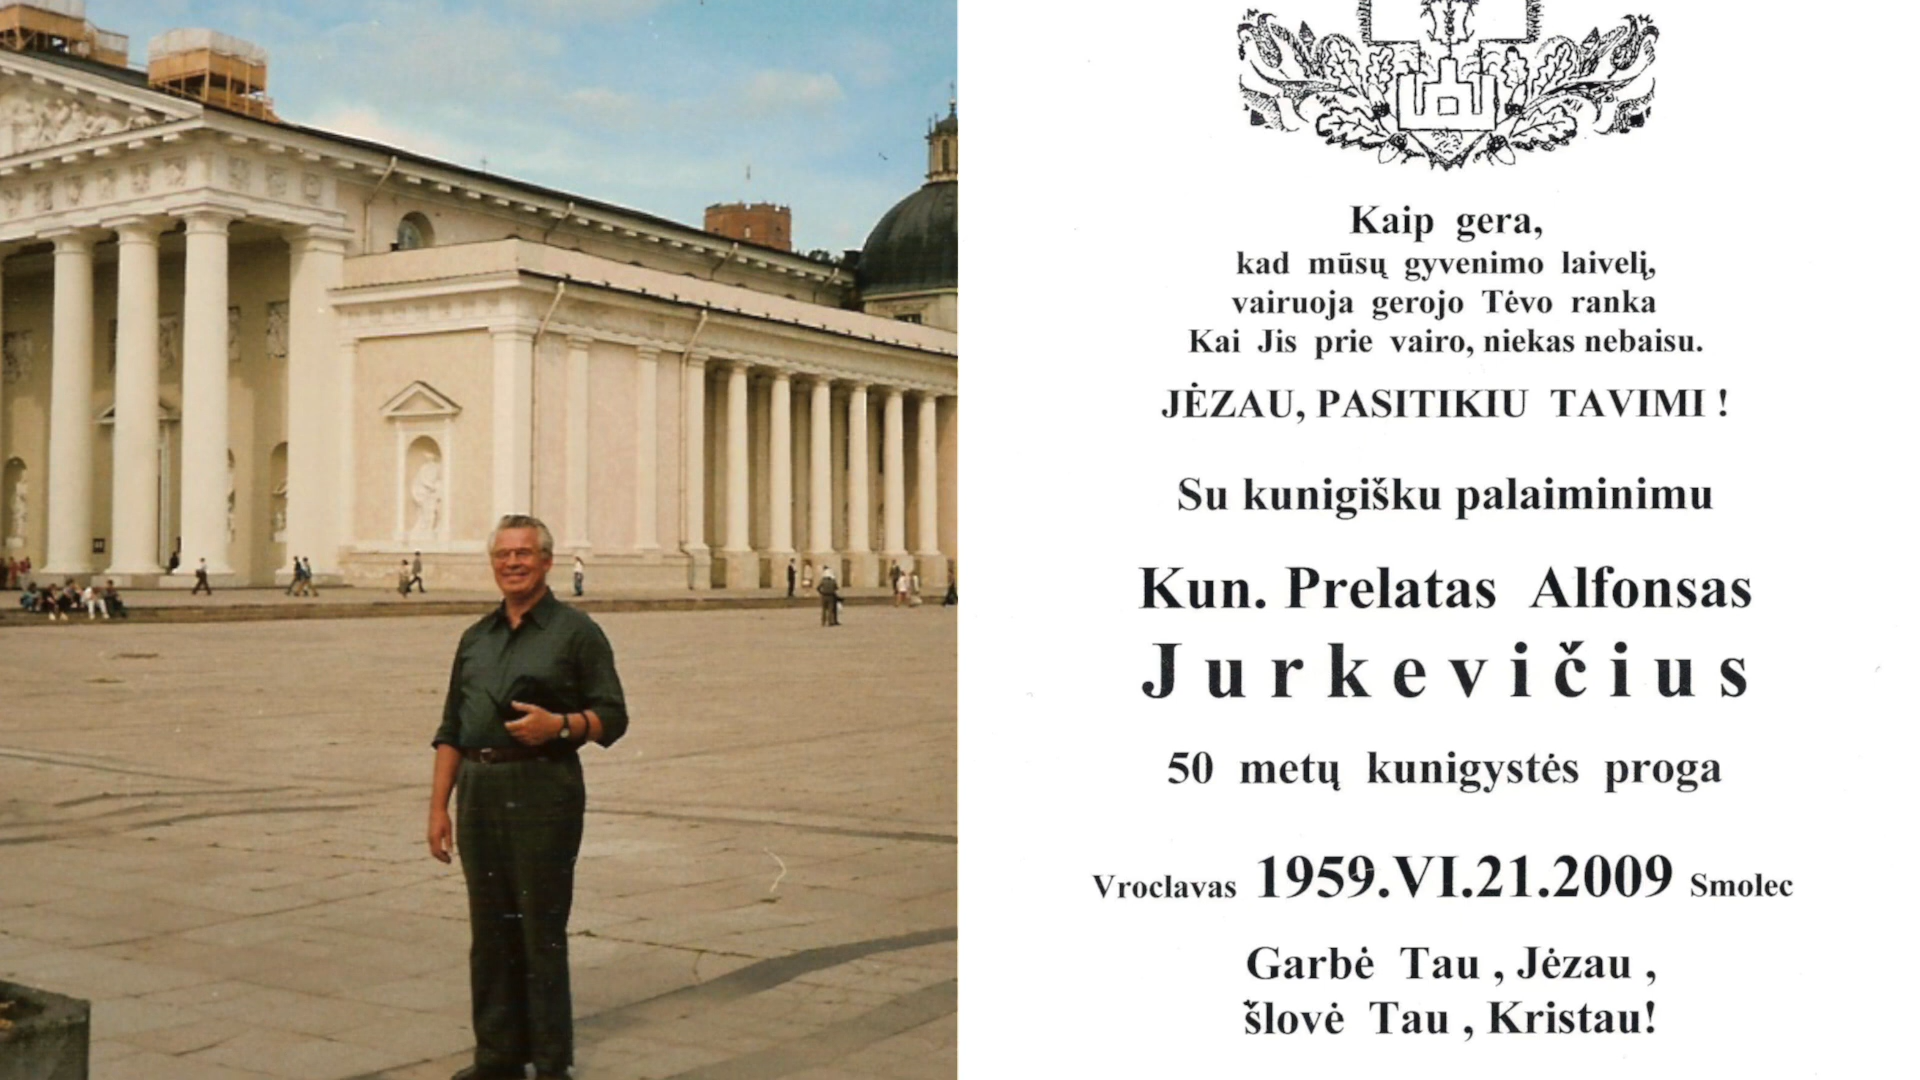 Kaip gera,
kad mūsų gyvenimo laivelį,
vairuoja gerojo Tėvo ranka
Kai Jis prie vairo, niekas nebaisu.
JĖZAU, PASITIKIU TAVIMI !
Su kunigišku palaiminimu
Kun. Prelatas Alfonsas
Jurkevičius
50 metų kunigystės proga
Vroclavas 1959.VI.21.2009 Smolec
Garbė Tau , Jėzau ,
šlovė Tau , Kristau!